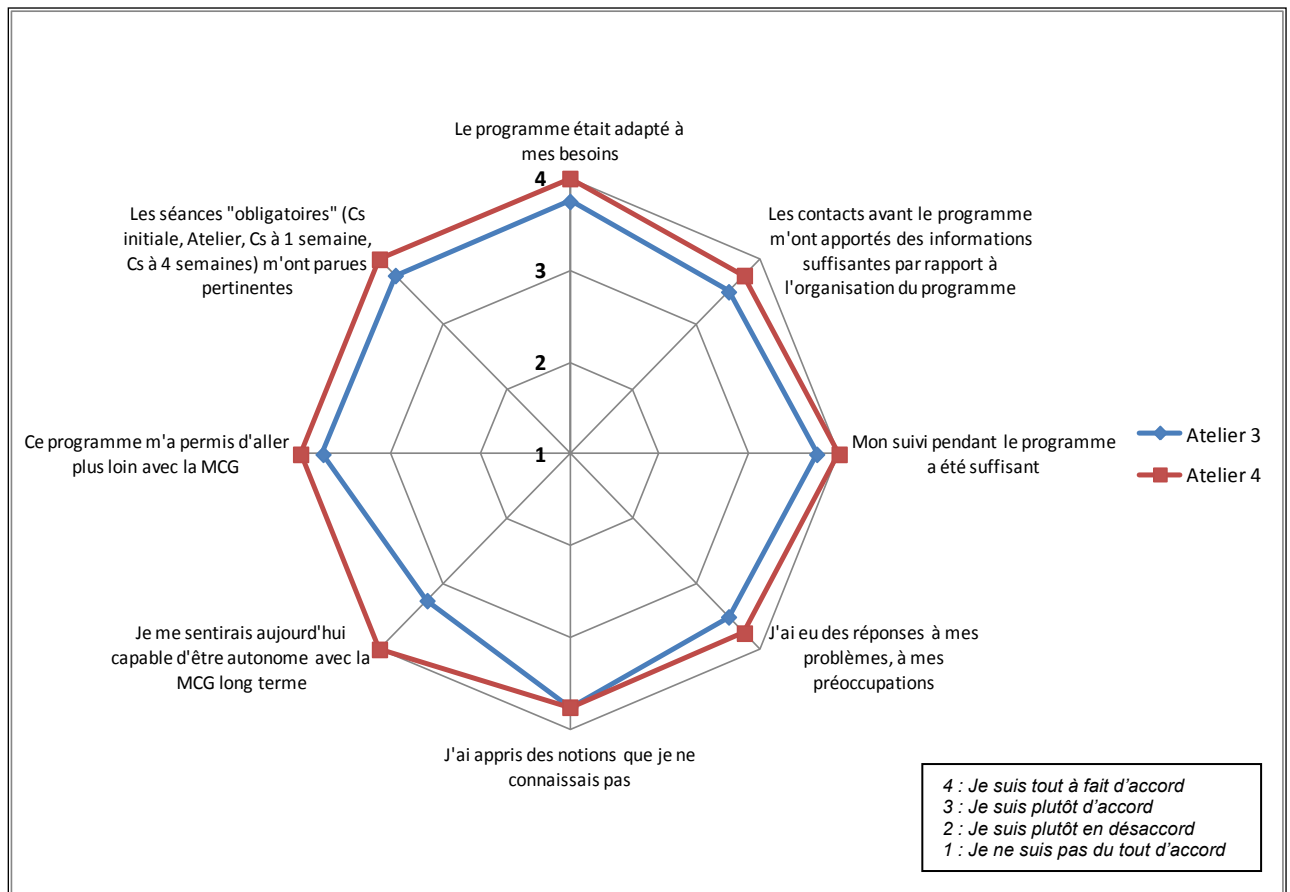 Le programme était adapté à
mes besoins
4
3
2
1
Les contacts avant le programme
m'ont apportés des informations
suffisantes par rapport à
l'organisation du programme
Mon suivi pendant le programme
a été suffisant
J'ai eu des réponses à mes
problèmes, à mes
préoccupations
J'ai appris des notions que je ne
connaissais pas
Je me sentirais aujourd'hui
capable d'être autonome avec la
MCG long terme
Ce programme m'a permis d'aller
plus loin avec la MCG
Les séances "obligatoires" (Cs
initiale, Atelier, Cs à 1 semaine,
Cs à 4 semaines) m'ont parues
pertinentes
Atelier 3
Atelier 4
4 : Je suis tout à fait d’accord
3 : Je suis plutôt d’accord
2 : Je suis plutôt en désaccord
1 : Je ne suis pas du tout d’accord